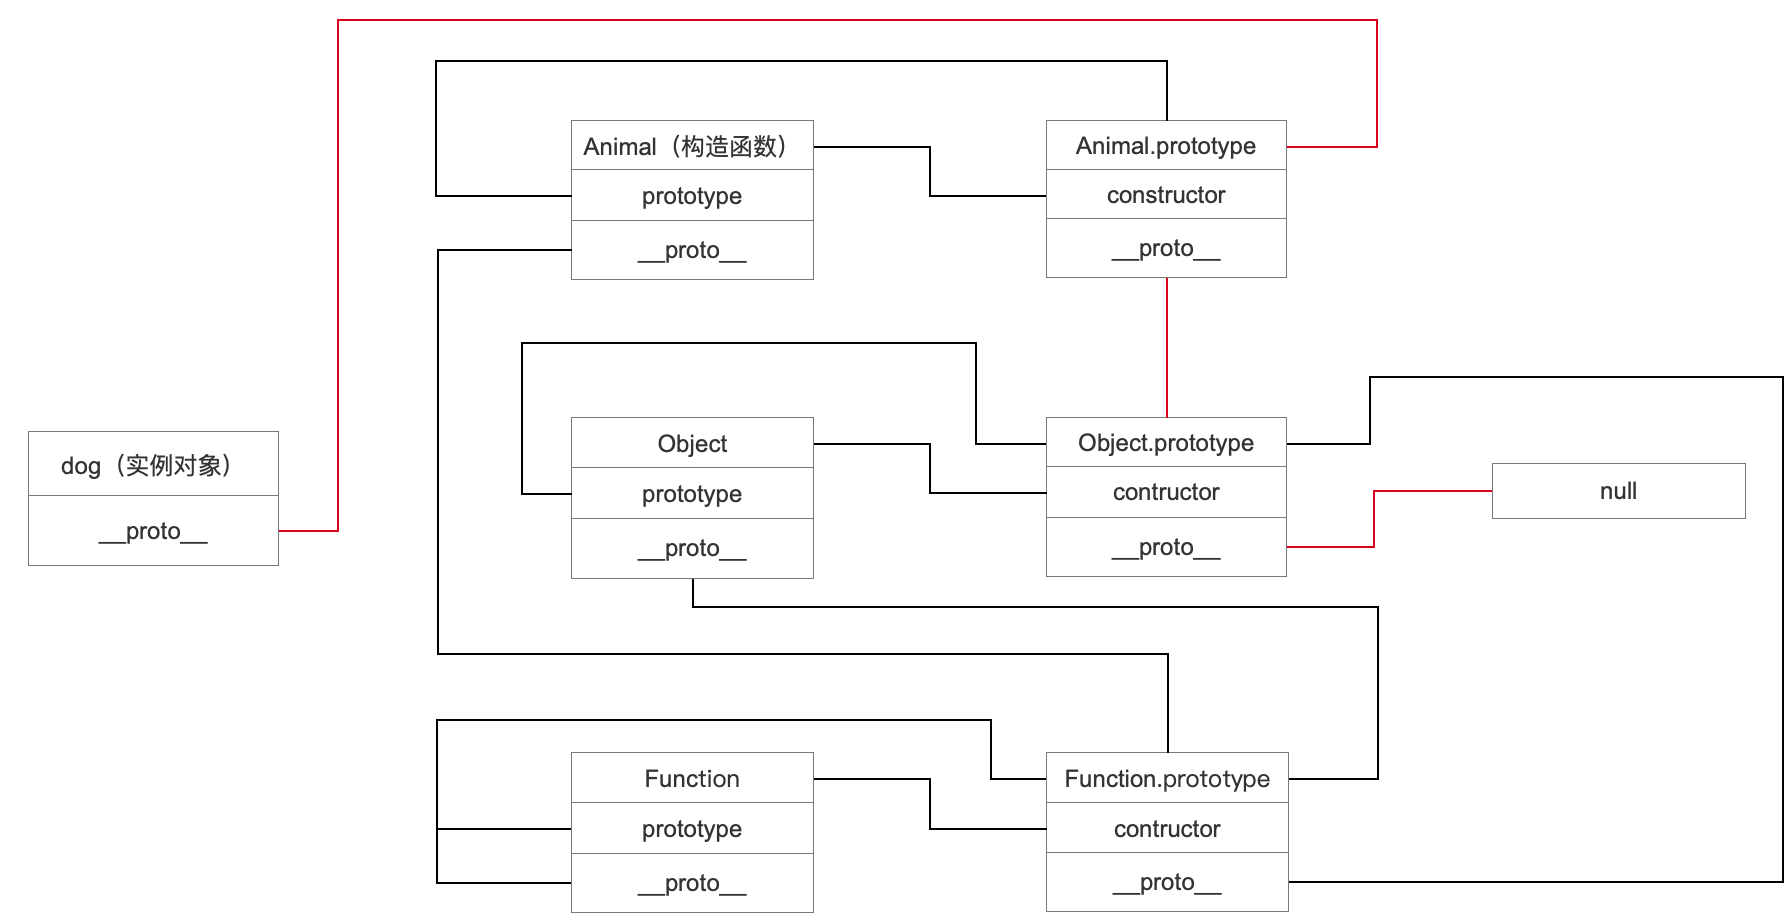 Animal（构造函数）
prototype
__proto__
Animal.prototype
constructor
__proto__
dog（实例对象）
__proto__
Object
prototype
__proto__
Object.prototype
contructor
__proto__
null
Function
prototype
__proto__
Function.prototype
contructor
__proto__